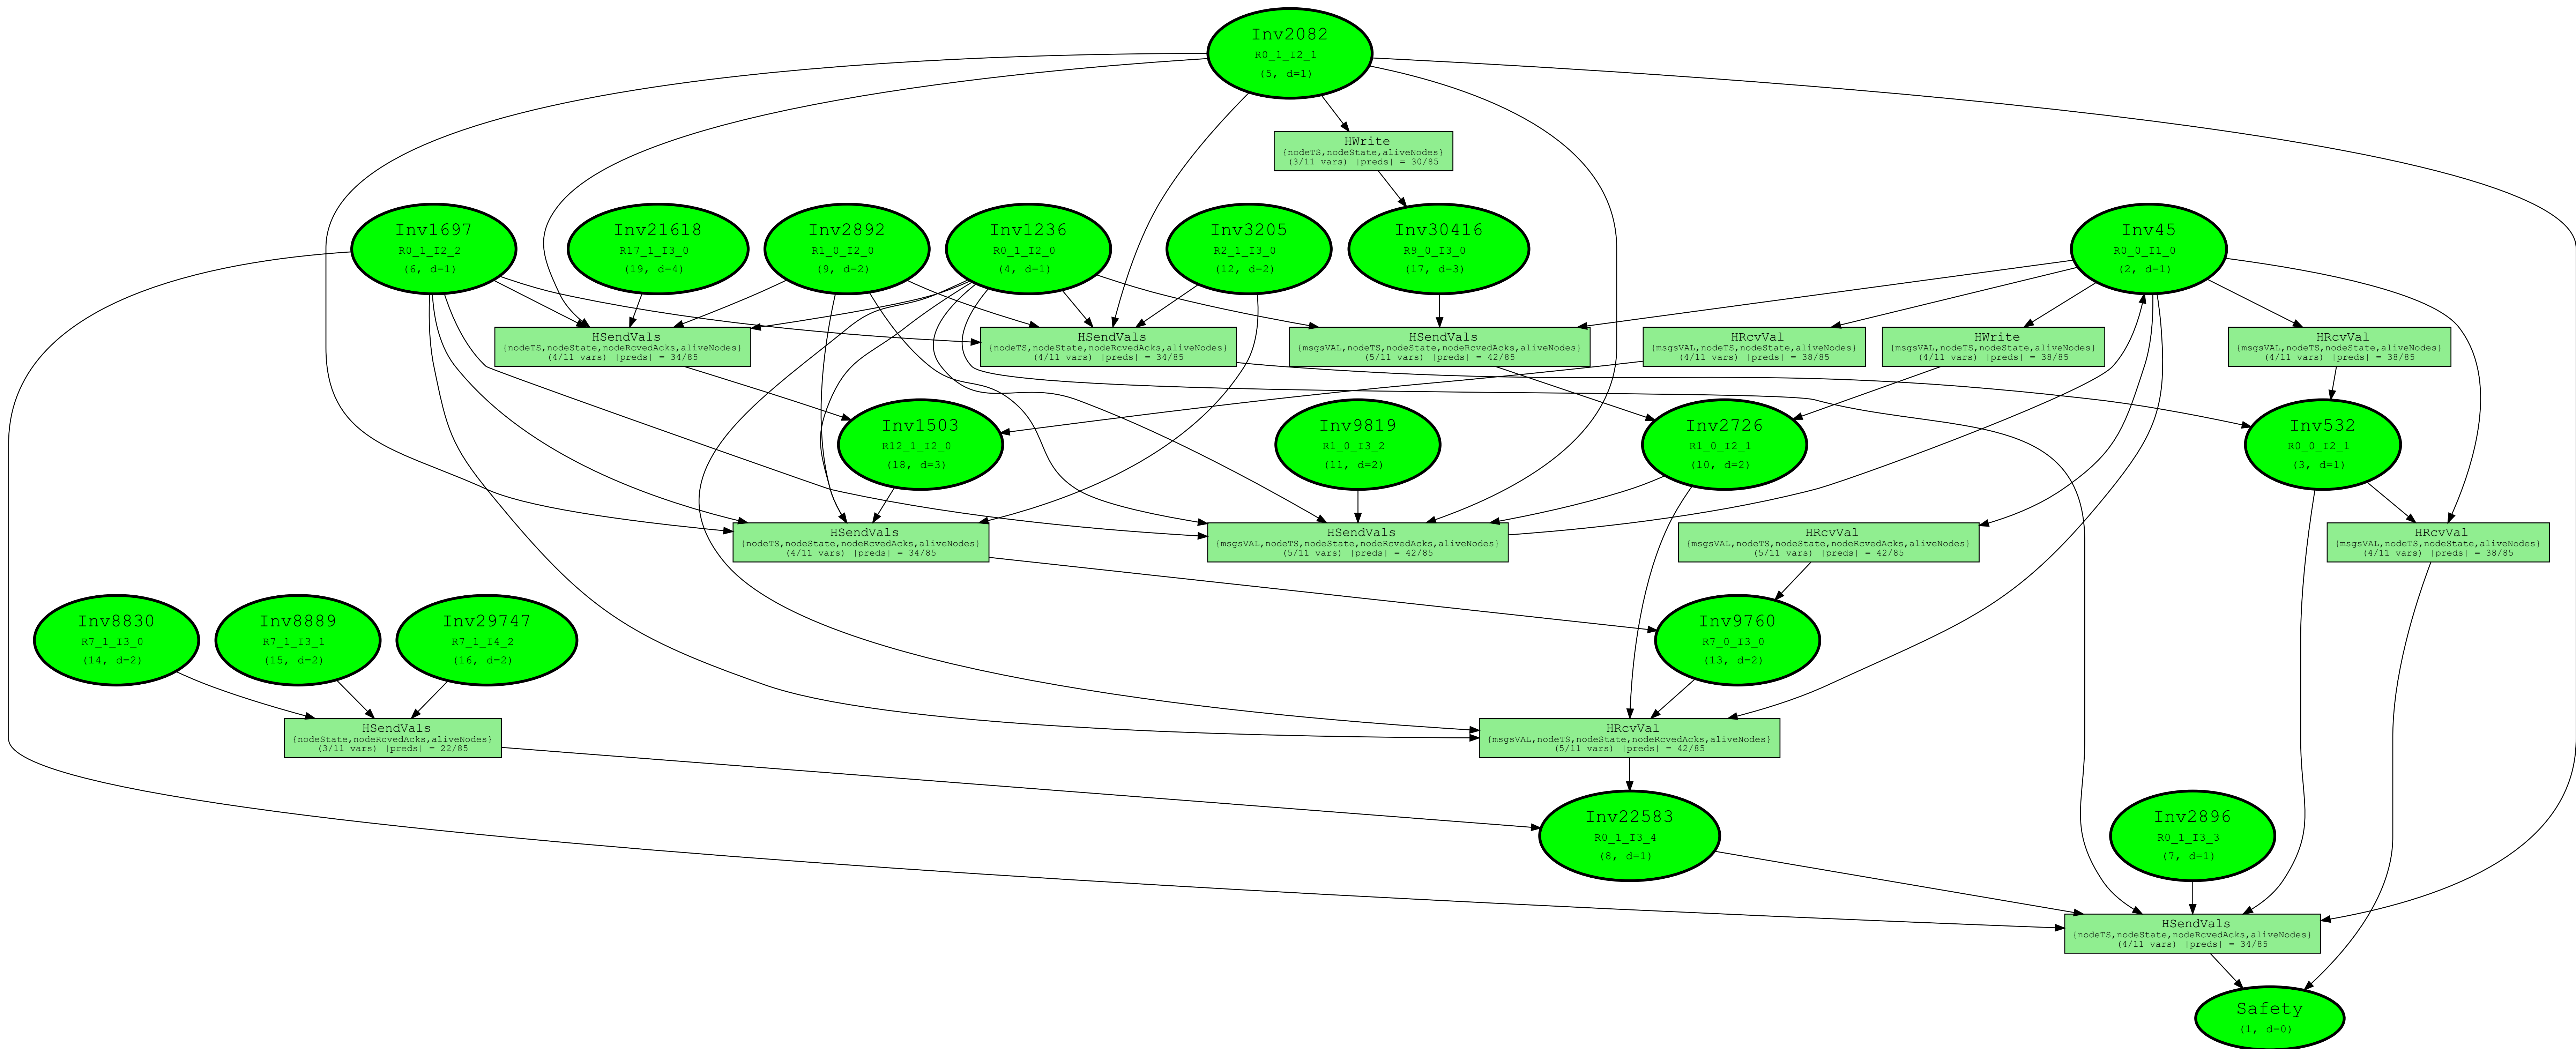 Inv2082
R0_1_I2_1
(5, d=1)
HWrite
{nodeTS,nodeState,aliveNodes}
(3/11 vars) |preds| = 30/85
Inv1697
R0_1_I2_2
(6, d=1)
Inv21618
R17_1_I3_0
(19, d=4)
Inv2892
R1_0_I2_0
(9, d=2)
Inv1236
R0_1_I2_0
(4, d=1)
Inv3205
R2_1_I3_0
(12, d=2)
Inv30416
R9_0_I3_0
(17, d=3)
Inv45
R0_0_I1_0
(2, d=1)
HSendVals
{nodeTS,nodeState,nodeRcvedAcks,aliveNodes}
(4/11 vars) |preds| = 34/85
HSendVals
{nodeTS,nodeState,nodeRcvedAcks,aliveNodes}
(4/11 vars) |preds| = 34/85
HSendVals
{msgsVAL,nodeTS,nodeState,nodeRcvedAcks,aliveNodes}
(5/11 vars) |preds| = 42/85
HRcvVal
{msgsVAL,nodeTS,nodeState,aliveNodes}
(4/11 vars) |preds| = 38/85
HWrite
{msgsVAL,nodeTS,nodeState,aliveNodes}
(4/11 vars) |preds| = 38/85
HRcvVal
{msgsVAL,nodeTS,nodeState,aliveNodes}
(4/11 vars) |preds| = 38/85
Inv1503
R12_1_I2_0
(18, d=3)
Inv9819
R1_0_I3_2
(11, d=2)
Inv2726
R1_0_I2_1
(10, d=2)
Inv532
R0_0_I2_1
(3, d=1)
HSendVals
{nodeTS,nodeState,nodeRcvedAcks,aliveNodes}
(4/11 vars) |preds| = 34/85
HSendVals
{msgsVAL,nodeTS,nodeState,nodeRcvedAcks,aliveNodes}
(5/11 vars) |preds| = 42/85
HRcvVal
{msgsVAL,nodeTS,nodeState,nodeRcvedAcks,aliveNodes}
(5/11 vars) |preds| = 42/85
HRcvVal
{msgsVAL,nodeTS,nodeState,aliveNodes}
(4/11 vars) |preds| = 38/85
Inv8830
R7_1_I3_0
(14, d=2)
Inv8889
R7_1_I3_1
(15, d=2)
Inv29747
R7_1_I4_2
(16, d=2)
Inv9760
R7_0_I3_0
(13, d=2)
HSendVals
{nodeState,nodeRcvedAcks,aliveNodes}
(3/11 vars) |preds| = 22/85
HRcvVal
{msgsVAL,nodeTS,nodeState,nodeRcvedAcks,aliveNodes}
(5/11 vars) |preds| = 42/85
Inv22583
R0_1_I3_4
(8, d=1)
Inv2896
R0_1_I3_3
(7, d=1)
HSendVals
{nodeTS,nodeState,nodeRcvedAcks,aliveNodes}
(4/11 vars) |preds| = 34/85
Safety
(1, d=0)